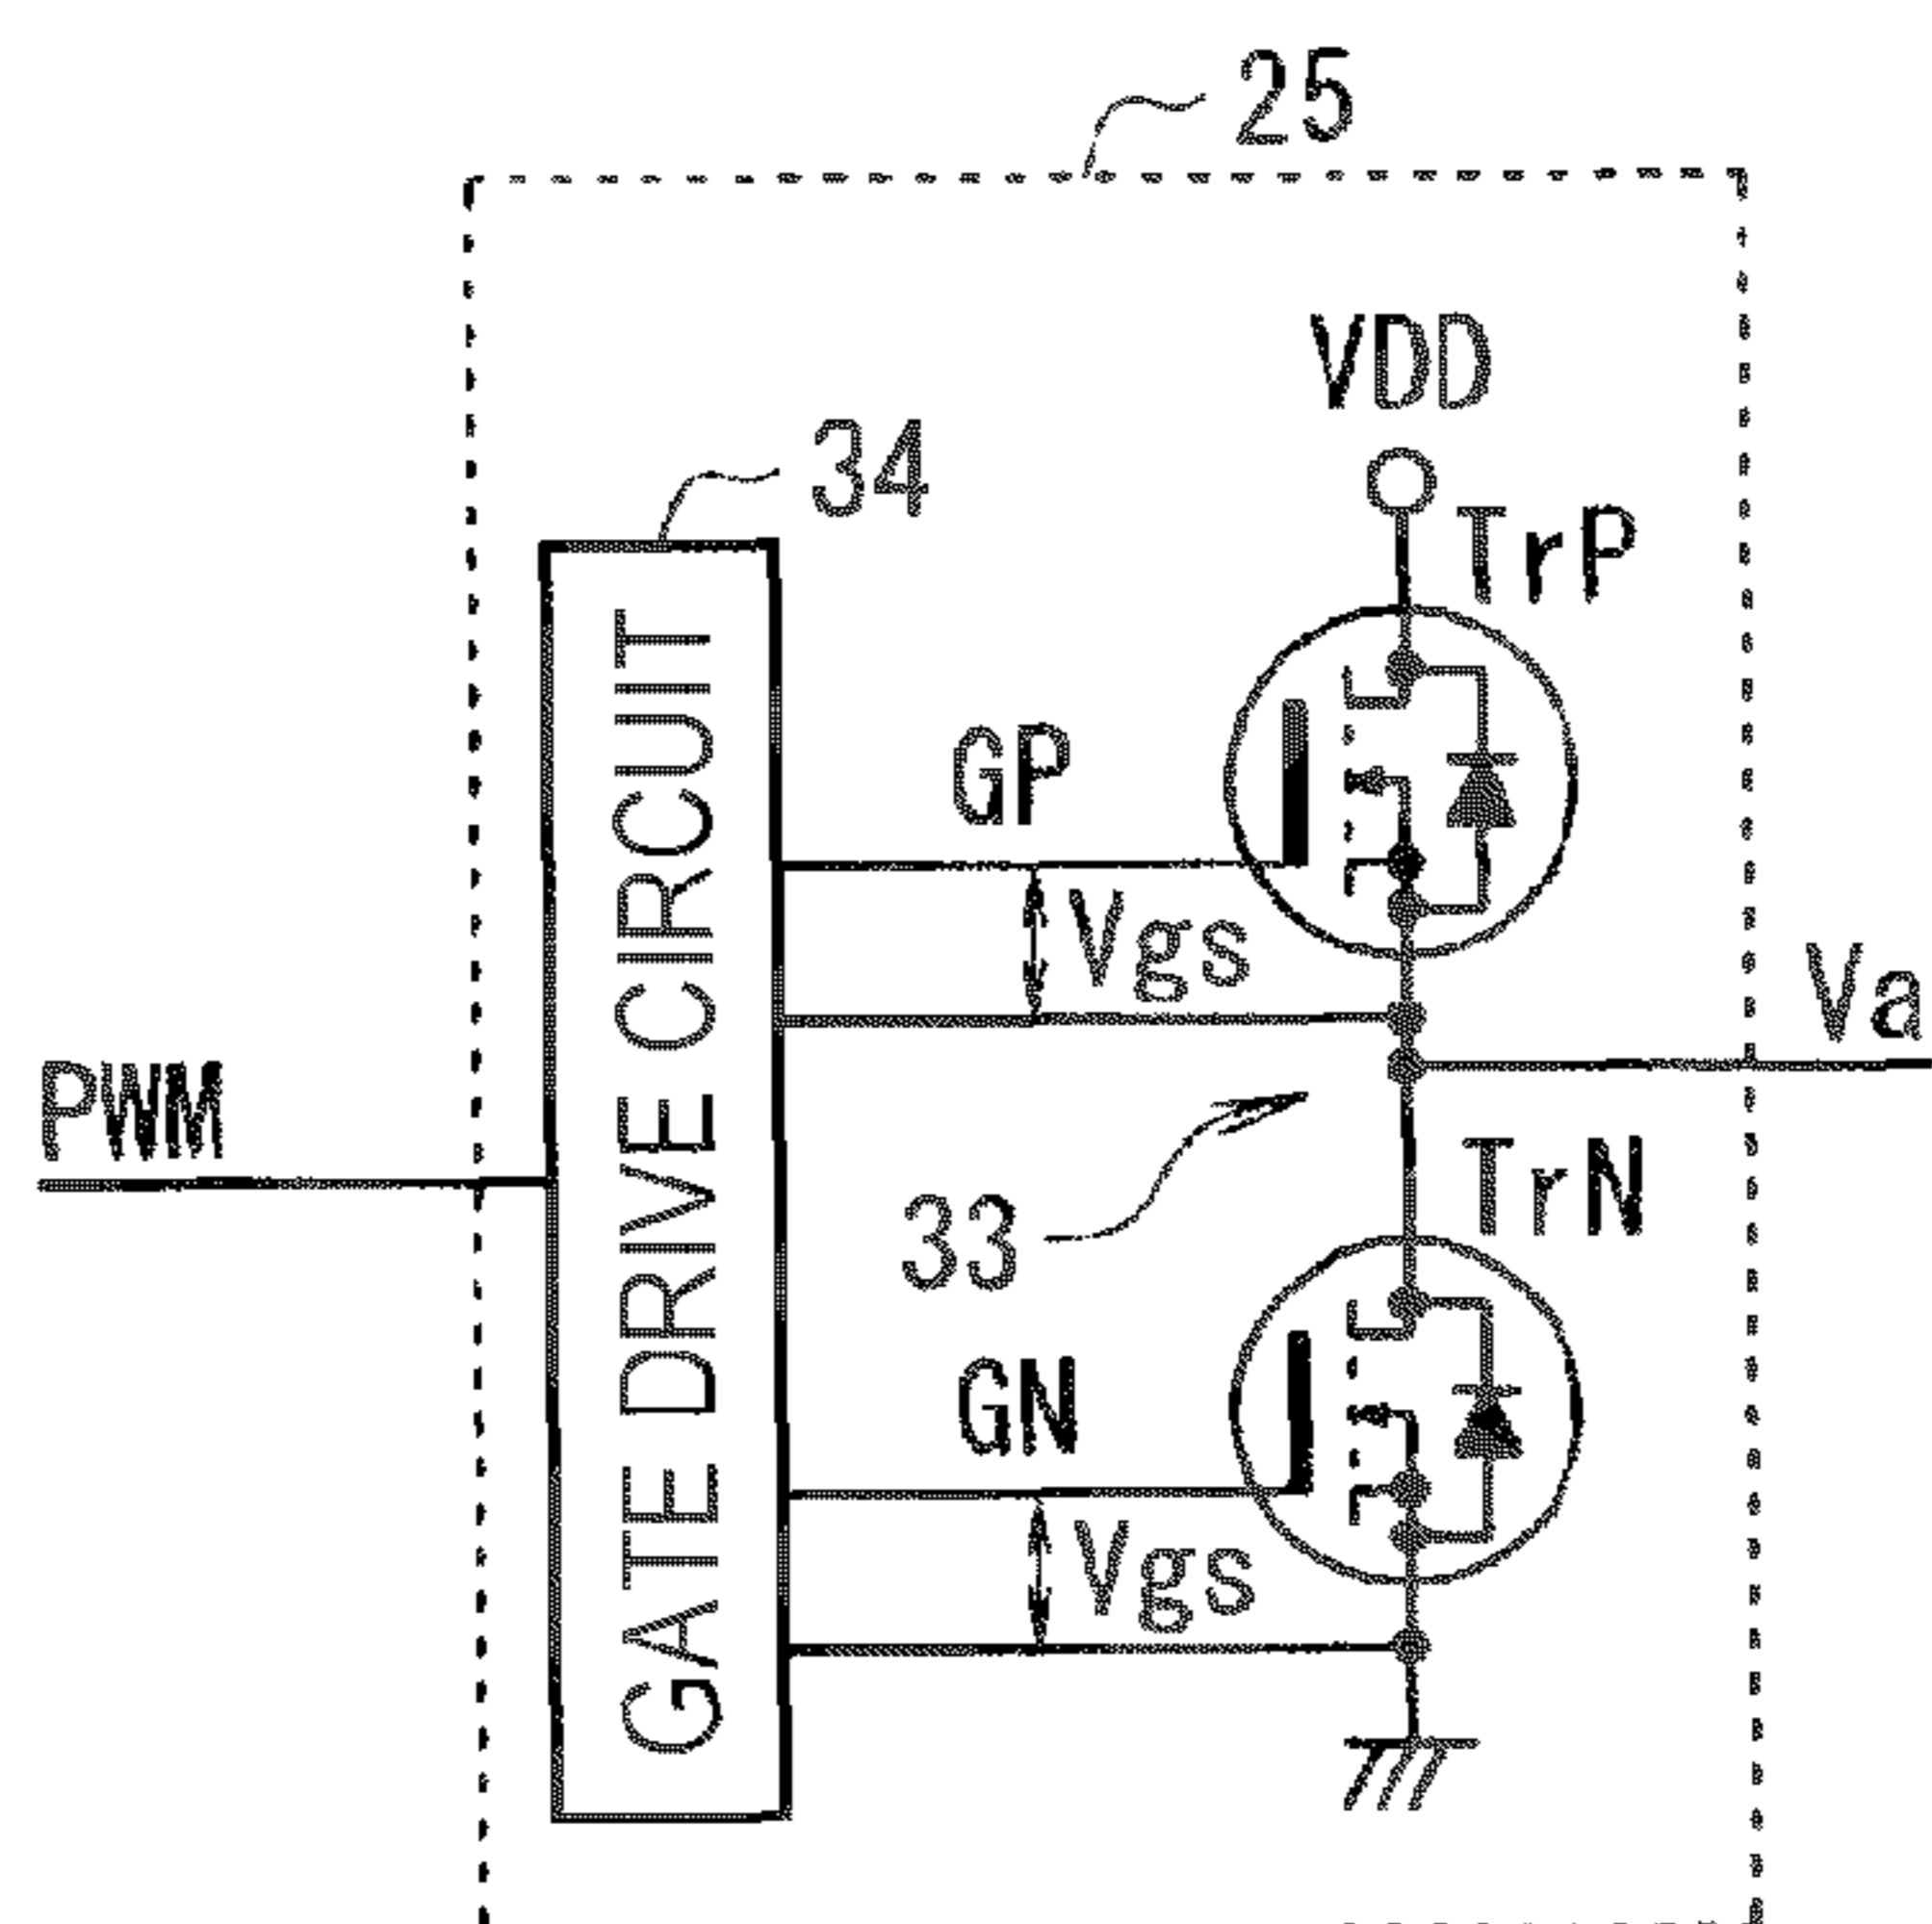 25
VDD
34
TrP
GP
Vgs
Va
PWM
GATE DRIVE CIRCUIT
33
TrN
GN
Vgs